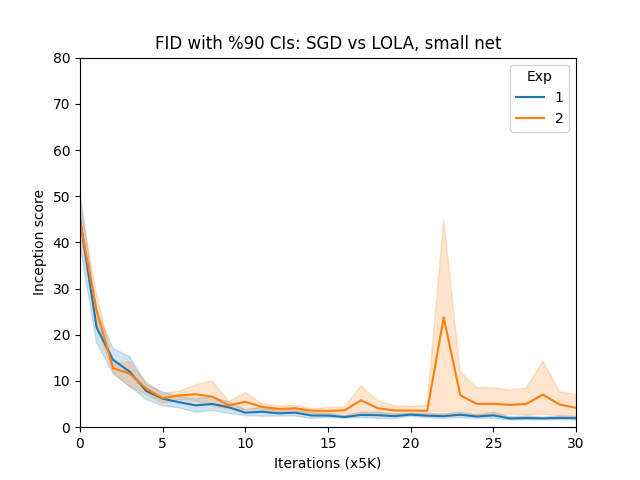 FID with %90 CIs: SGD vs LOLA, small net
80
70
60
50
40
30
20
10
0
Inception score
Exp
1
2
0 5 10 15 20 25 30
Iterations (x5K)